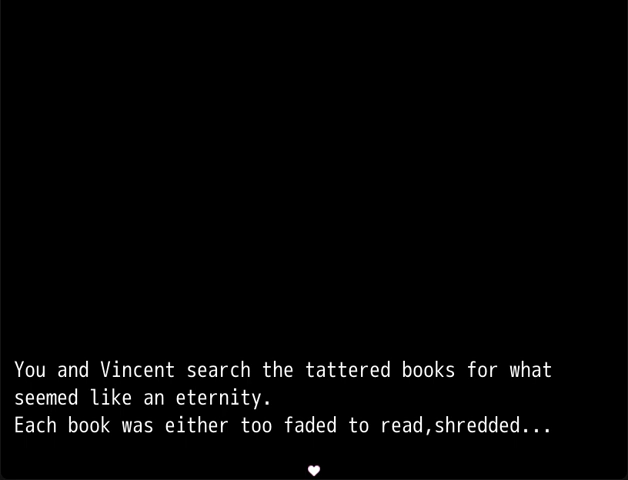 You and Vincent search the tattered books for what
seemed like an eternity.
Each book was either too faded to read,shredded...